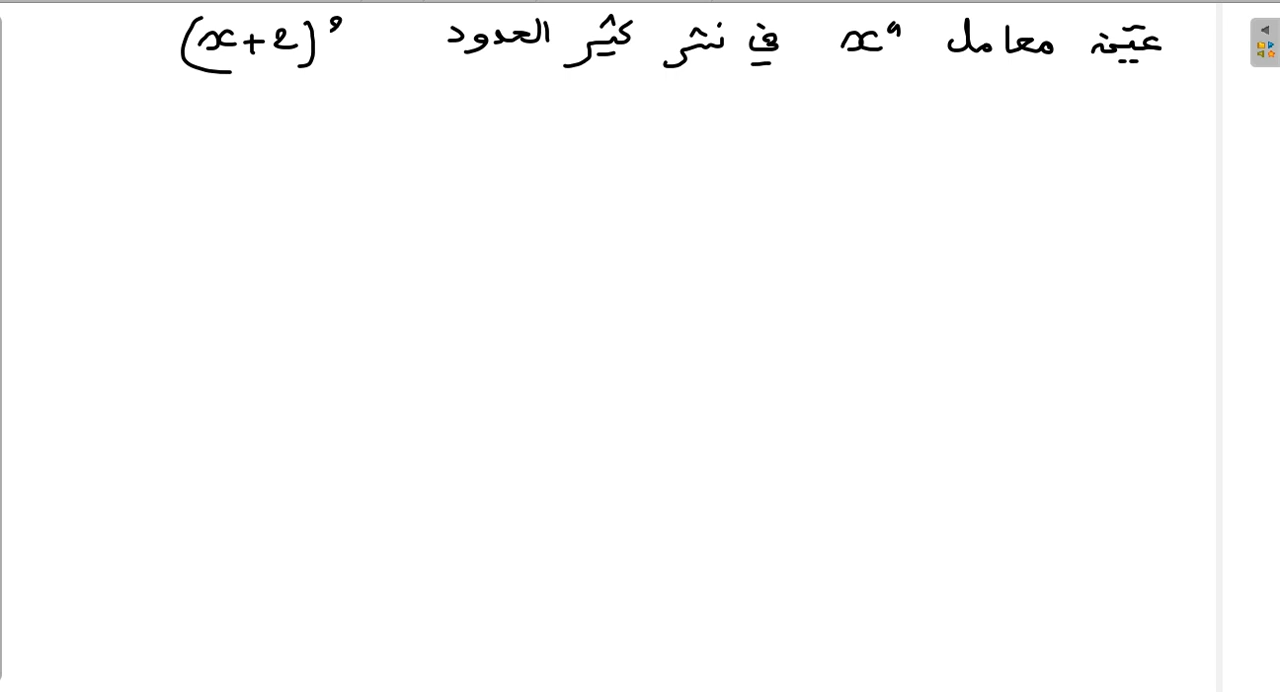 عيّن معامل x⁹ في نشر كثير الحدود (x+2)⁹